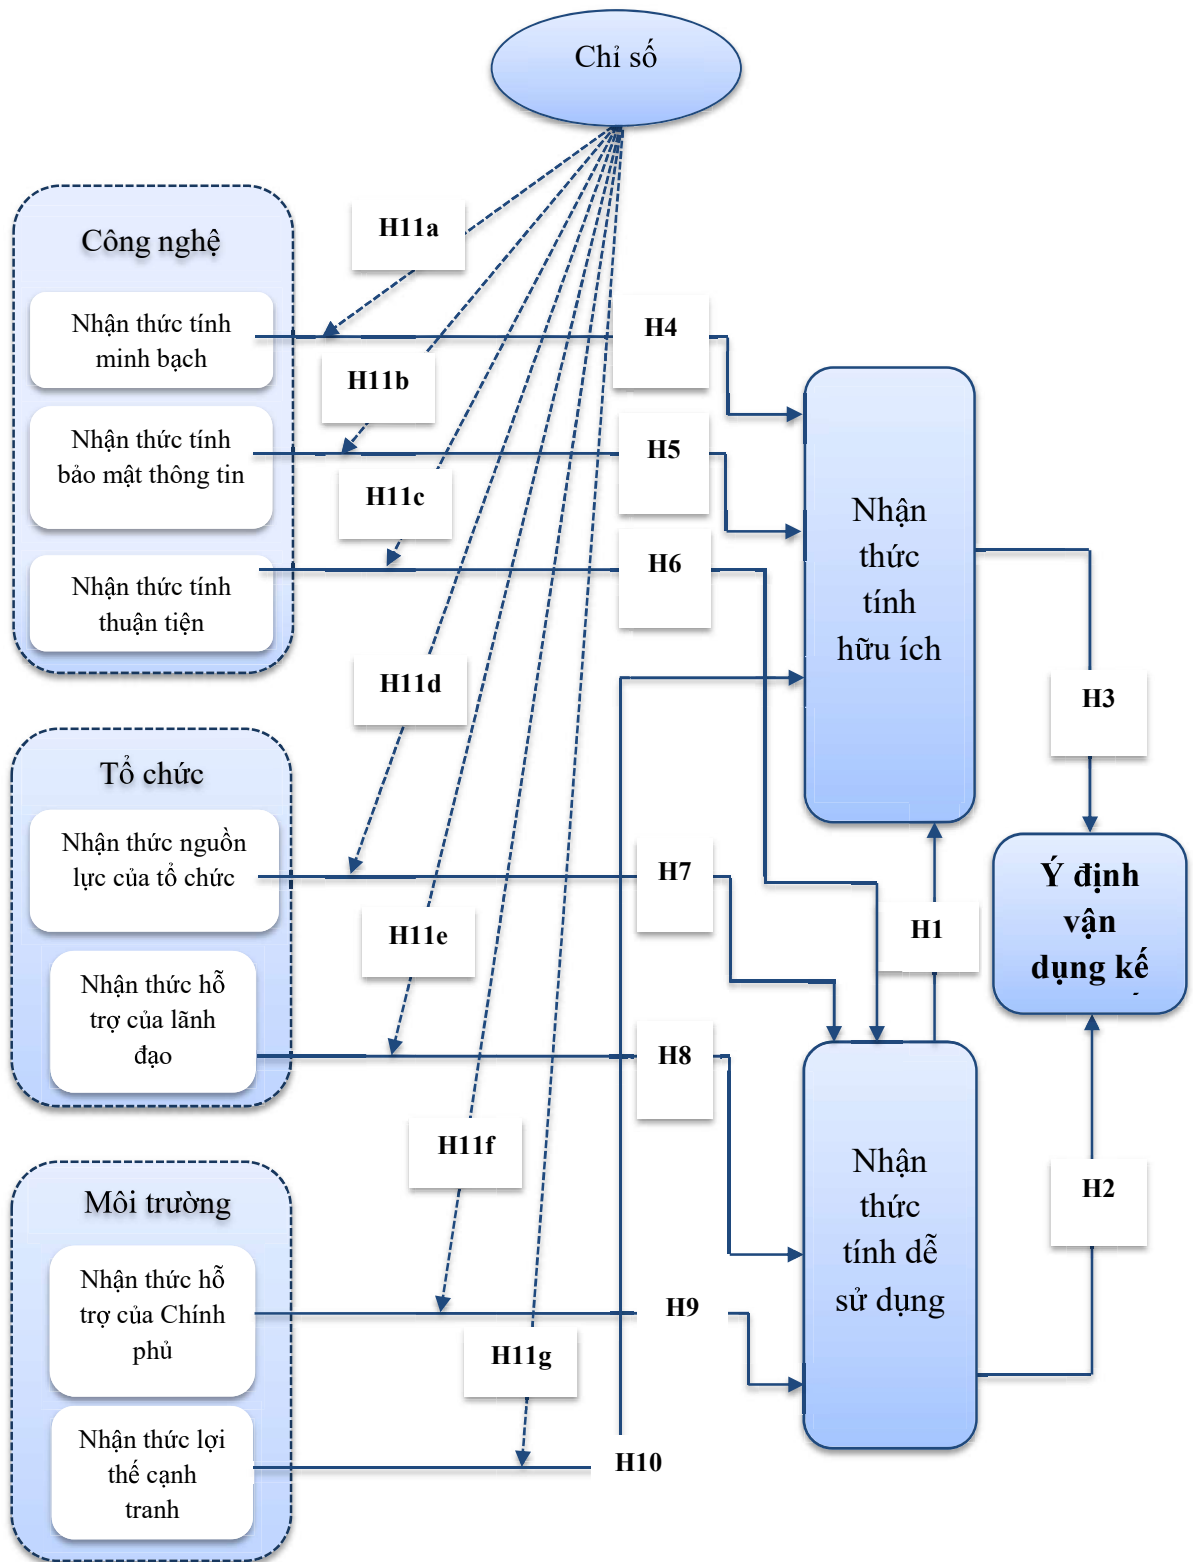 Chỉ số
Công nghệ
Nhận thức tính
minh bạch
Nhận thức tính
bảo mật thông tin
Nhận thức tính
thuận tiện
Tổ chức
Nhận thức nguồn
lực của tổ chức
Nhận thức hỗ
trợ của lãnh
đạo
Môi trường
Nhận thức hỗ
trợ của Chính
phủ
Nhận thức lợi
thế cạnh
tranh
H11a
H11b
H11c
H11d
H11e
H11f
H11g
H4
H5
H6
H7
H8
H9
H10
Nhận
thức
tính
hữu ích
H1
Nhận
thức
tính dễ
sử dụng
H3
Ý định
vận
dụng kế
H2